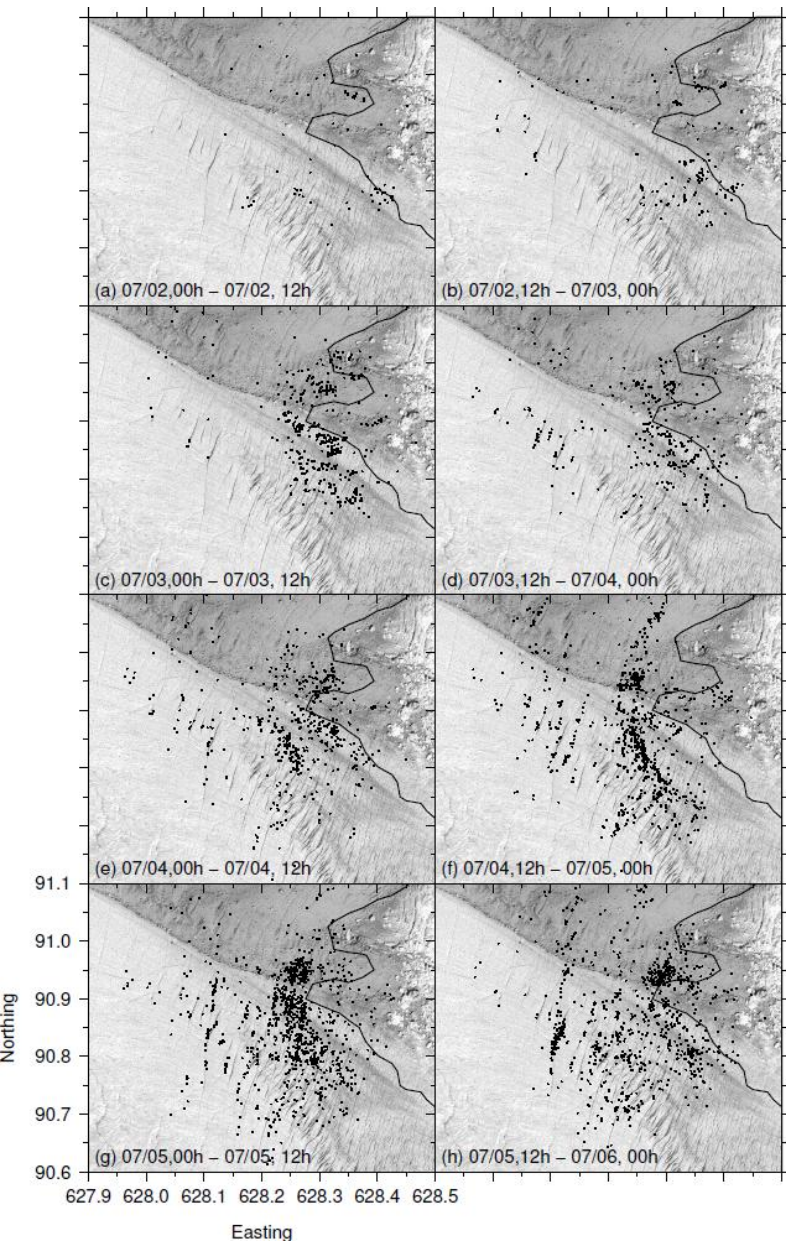 (a) 07/02,00h – 07/02, 12h
(b) 07/02,12h – 07/03, 00h
(c) 07/03,00h – 07/03, 12h
(d) 07/03,12h – 07/04, 00h
(e) 07/04,00h – 07/04, 12h
(f) 07/04,12h – 07/05, 00h
91.1
91.0
90.9
90.8
90.7
90.6
Northing
(g) 07/05,00h – 07/05, 12h
(h) 07/05,12h – 07/06, 00h
627.9 628.0 628.1 628.2 628.3 628.4 628.5
Easting